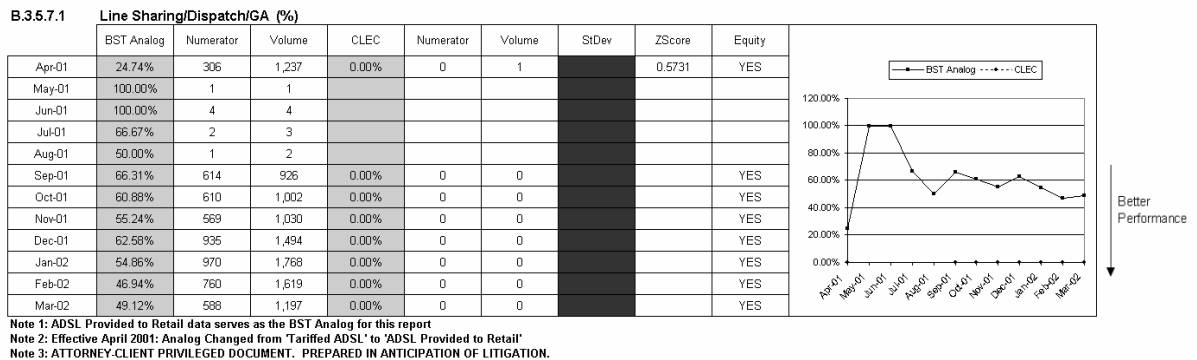 B.3.5.7.1 Line Sharing/Dispatch/GA (%)
BST Analog Numerator Volume CLEC Numerator Volume StDev ZScore Equity
Apr-01 24.74% 306 1,237 0.00% 0 1 0.5731 YES
May-01 100.00% 1 1
Jun-01 100.00% 4 4
Jul-01 66.67% 2 3
Aug-01 50.00% 1 2
Sep-01 66.31% 614 926 0.00% 0 0 YES
Oct-01 60.88% 610 1,002 0.00% 0 0 YES
Nov-01 55.24% 569 1,030 0.00% 0 0 YES
Dec-01 62.58% 935 1,494 0.00% 0 0 YES
Jan-02 54.86% 970 1,768 0.00% 0 0 YES
Feb-02 46.94% 760 1,619 0.00% 0 0 YES
Mar-02 49.12% 588 1,197 0.00% 0 0 YES
BST Analog CLEC
120.00%
100.00%
80.00%
60.00%
40.00%
20.00%
0.00%
Apr-01 May-01 Jun-01 Jul-01 Aug-01 Sep-01 Oct-01 Nov-01 Dec-01 Jan-02 Feb-02 Mar-02
Better
Performance
Note 1: ADSL Provided to Retail data serves as the BST Analog for this report
Note 2: Effective April 2001: Analog Changed from 'Tariffed ADSL' to 'ADSL Provided to Retail'
Note 3: ATTORNEY-CLIENT PRIVILEGED DOCUMENT. PREPARED IN ANTICIPATION OF LITIGATION.